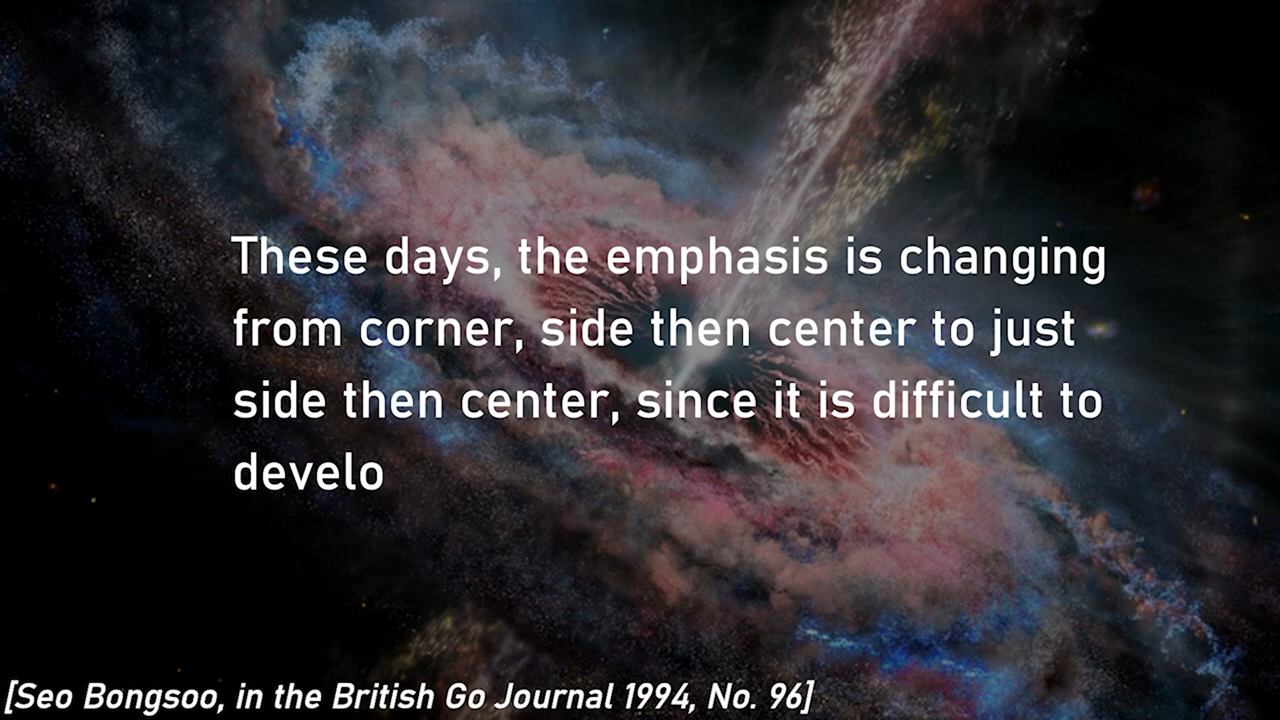 These days, the emphasis is changing
from corner, side then center to just
side then center, since it is difficult to
develo
[Seo Bongsoo, in the British Go Journal 1994, No. 96]